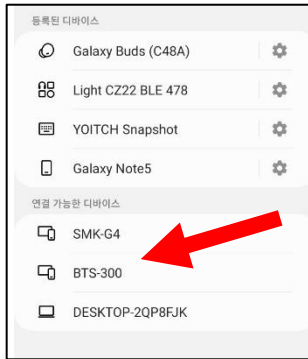 등록된 디바이스
Galaxy Buds (C48A)
Light CZ22 BLE 478
YOITCH Snapshot
Galaxy Note5
연결 가능한 디바이스
SMK-G4
BTS-300
DESKTOP-2QP8FJK